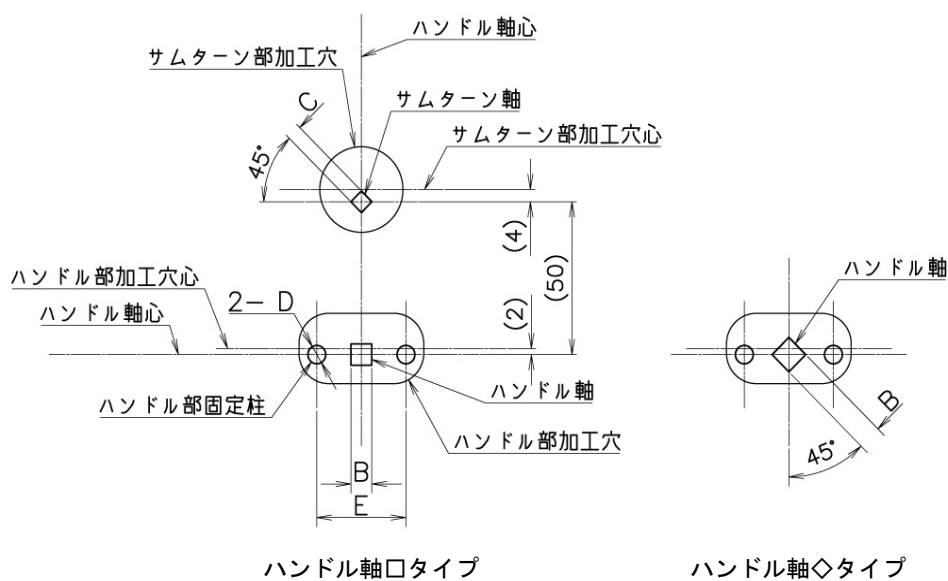 ハンドル軸心
サムターン部加工穴
C
サムターン軸
サムターン部加工穴心
45°
(4)
(50)
ハンドル部加工穴心
2- D
ハンドル軸心
(2)
ハンドル軸
ハンドル部固定柱
ハンドル部加工穴
B
E
ハンドル軸
B
45°
ハンドル軸□タイプ
ハンドル軸◇タイプ